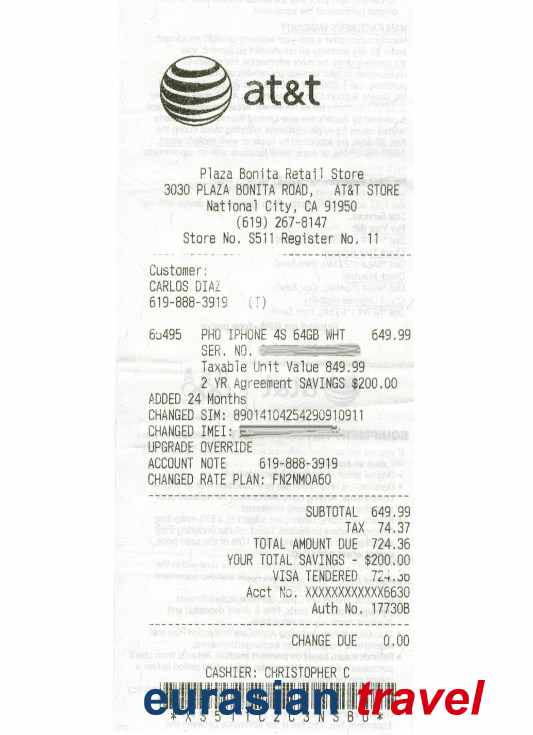 at&t
Plaza Bonita Retail Store
3030 PLAZA BONITA ROAD, AT&T STORE
National City, CA 91950
(619) 267-8147
Store No. S511 Register No. 11
Customer:
CARLOS DIAZ
619-888-3919 (T)
65495 PHO IPHONE 4S 64GB WHT 649.99
SER. NO.
Taxable Unit Value 849.99
2 YR Agreement SAVINGS $200.00
ADDED 24 Months
CHANGED SIM: 89014104254290910911
CHANGED IMEI:
UPGRADE OVERRIDE
ACCOUNT NOTE 619-888-3919
CHANGED RATE PLAN: FN2NMOA60
SUBTOTAL 649.99
TAX 74.37
TOTAL AMOUNT DUE 724.36
YOUR TOTAL SAVINGS - $200.00
VISA TENDERED 724.36
Acct No. XXXXXXXXXXXX6630
Auth No. 17730B
CHANGE DUE 0.00
CASHIER: CHRISTOPHER C
eurasian travel